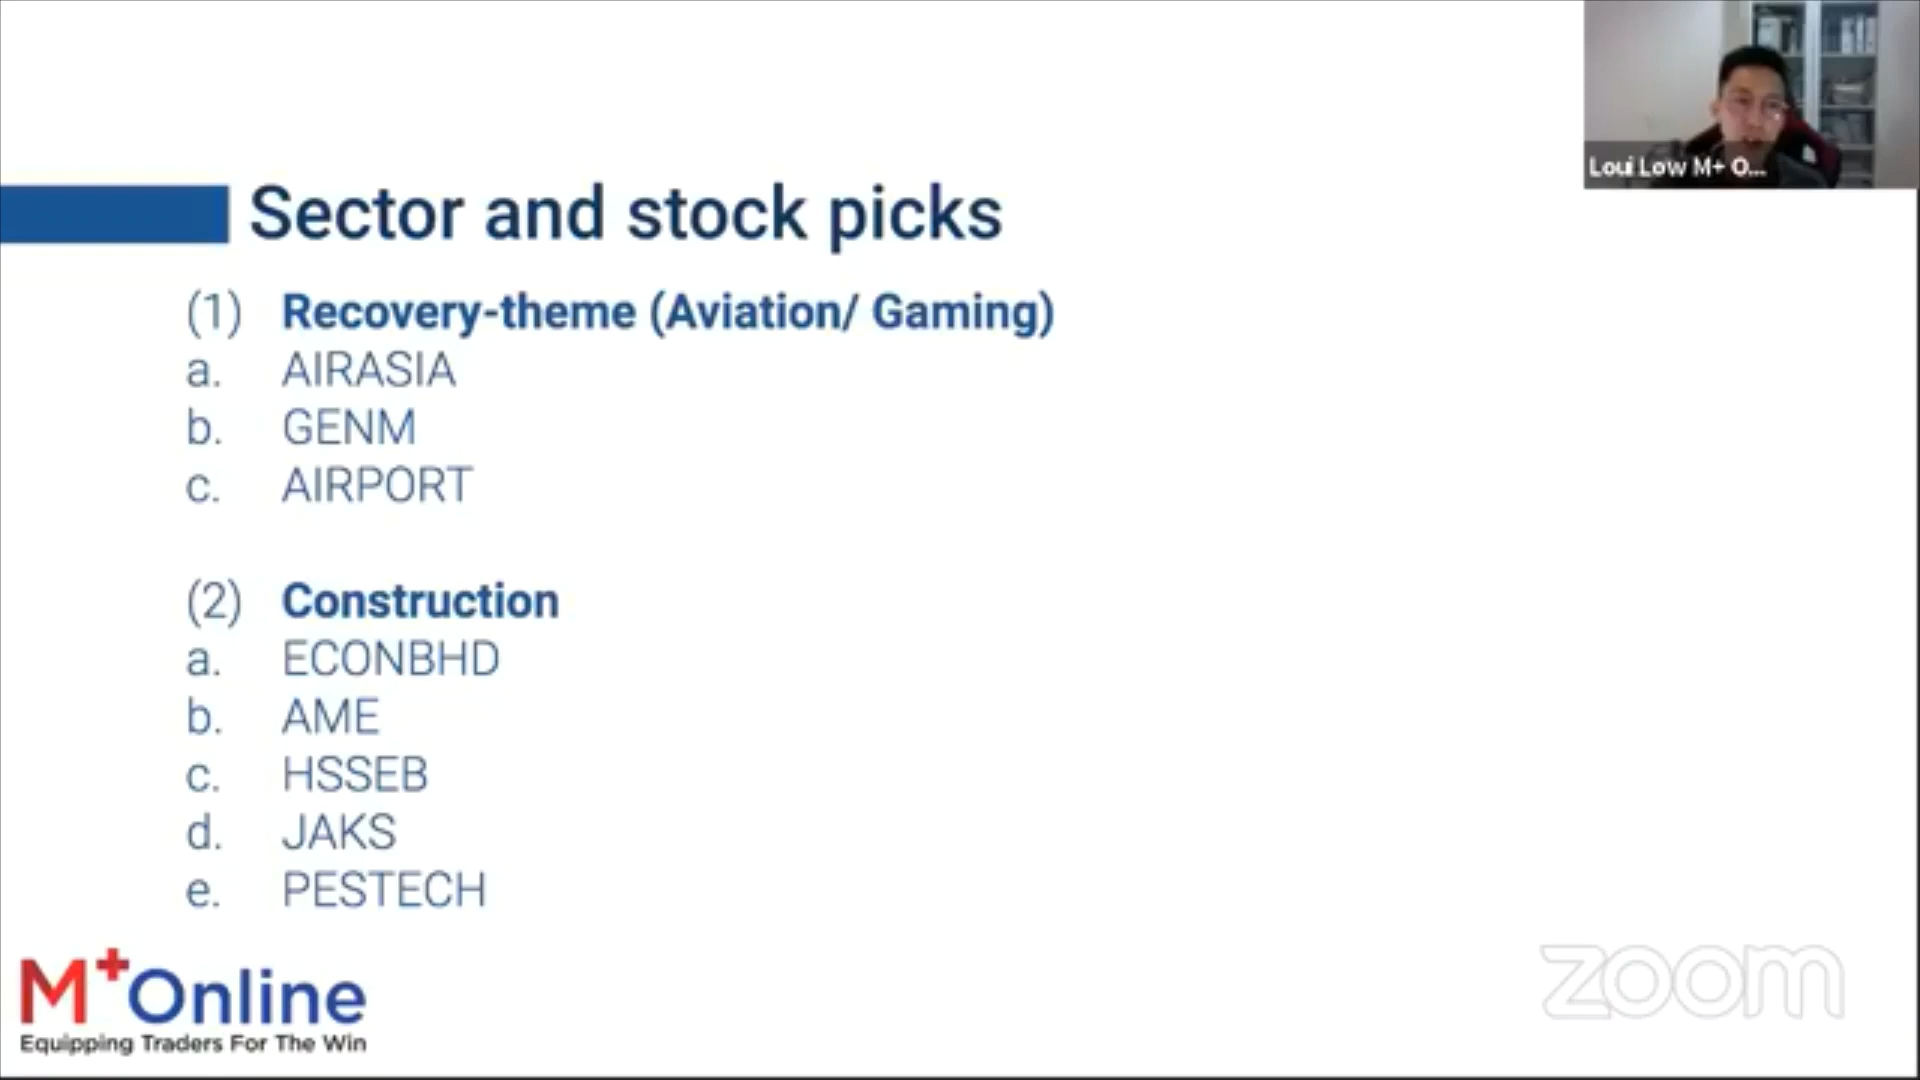 Loui Low M+ O...
Sector and stock picks
(1) Recovery-theme (Aviation/ Gaming)
a. AIRASIA
b. GENM
c. AIRPORT
(2) Construction
a. ECONBHD
b. AME
c. HSSEB
d. JAKS
e. PESTECH
M+Online
Equipping Traders For The Win
zoom